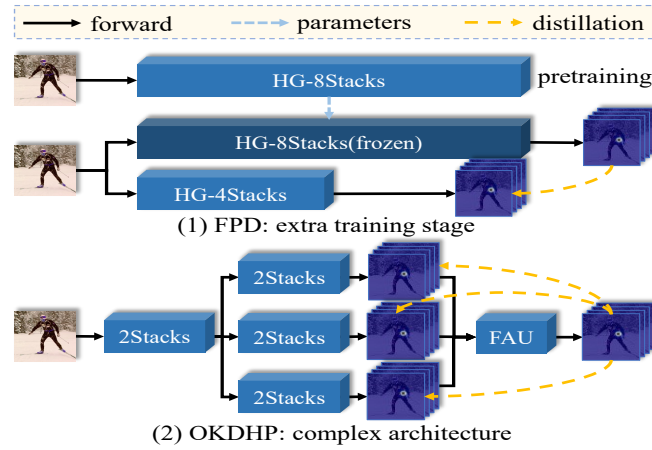 forward parameters distillation
HG-8Stacks pretraining
HG-8Stacks(frozen)
HG-4Stacks
(1) FPD: extra training stage
2Stacks
2Stacks 2Stacks FAU
2Stacks
(2) OKDHP: complex architecture